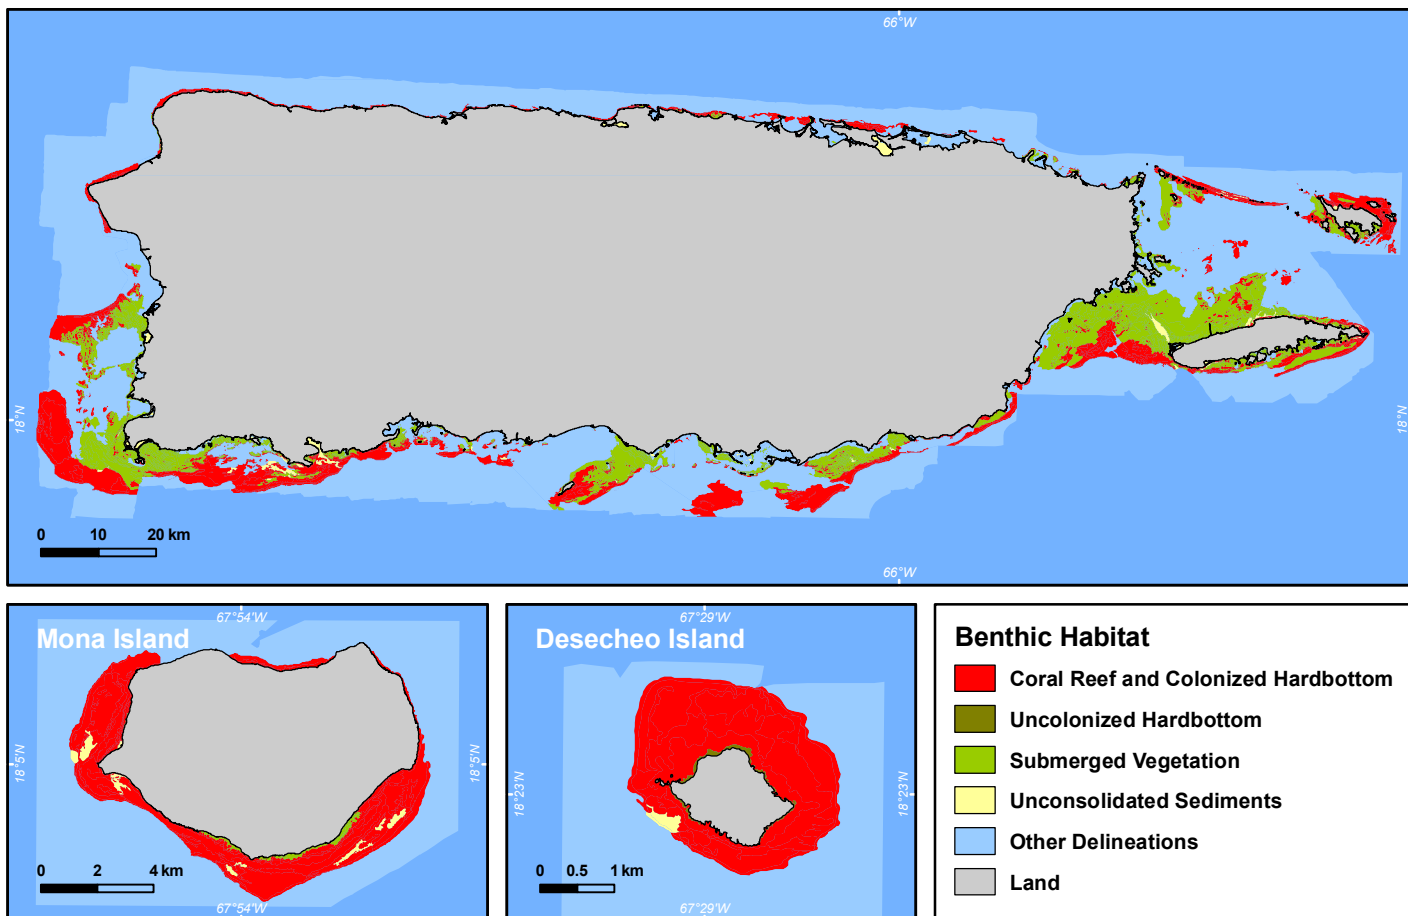 66°W
18°N
18°N
0 10 20 km
66°W
67°54'W
Mona Island
18°5'N
18°5'N
0 2 4 km
67°54'W
67°29'W
Desecheo Island
18°23'N
18°23'N
0 0.5 1 km
67°29'W
Benthic Habitat
Coral Reef and Colonized Hardbottom
Uncolonized Hardbottom
Submerged Vegetation
Unconsolidated Sediments
Other Delineations
Land